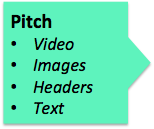 Pitch
• Video
• Images
• Headers
• Text